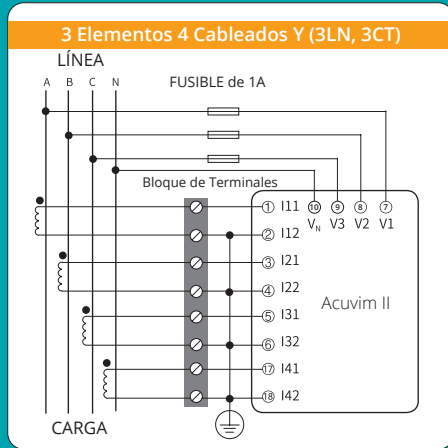 3 Elementos 4 Cableados Y (3LN, 3CT)
LÍNEA
A B C N
FUSIBLE de 1A
Bloque de Terminales
1 I11
10 9 8 7
VN V3 V2 V1
2 I12
3 I21
4 I22
Acuvim II
5 I31
6 I32
17 I41
18 I42
CARGA